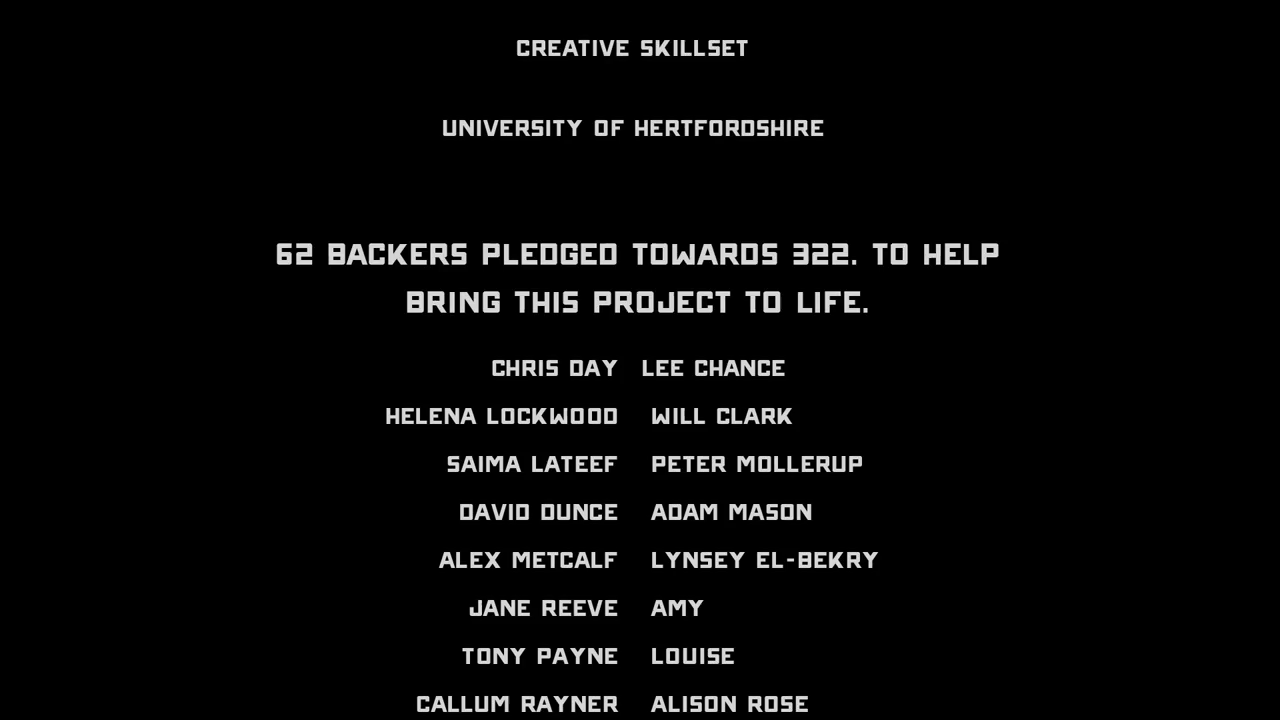 CREATIVE SKILLSET
UNIVERSITY OF HERTFORDSHIRE
62 BACKERS PLEDGED TOWARDS 322. TO HELP
BRING THIS PROJECT TO LIFE.
CHRIS DAY LEE CHANCE
HELENA LOCKWOOD WILL CLARK
SAIMA LATEEF PETER MOLLERUP
DAVID DUNCE ADAM MASON
ALEX METCALF LYNSEY EL-BEKRY
JANE REEVE AMY
TONY PAYNE LOUISE
CALLUM RAYNER ALISON ROSE